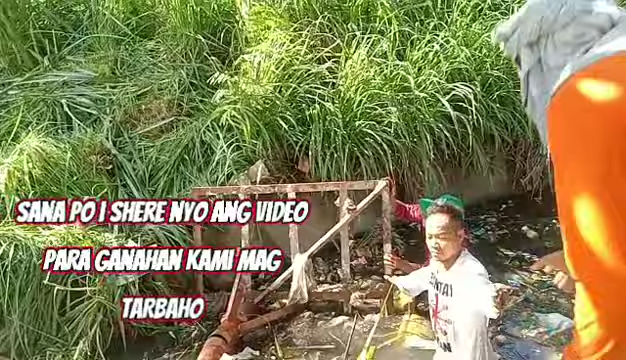 SANA PO I SHERE NYO ANG VIDEO
PARA GANAHAN KAMI MAG
TARBAHO